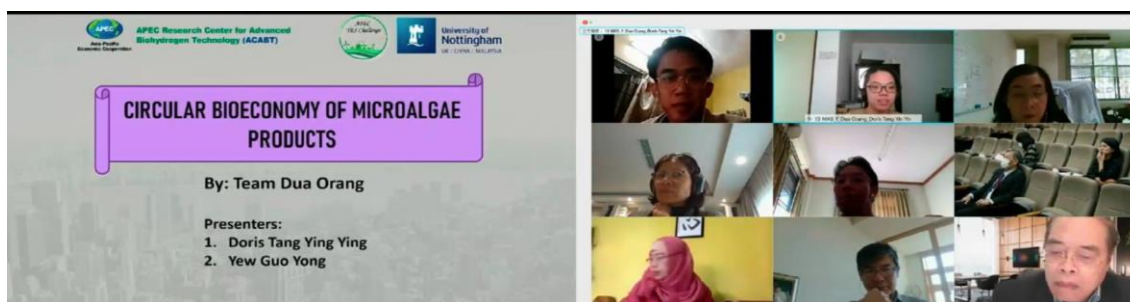 APEC
Asia-Pacific
Economic Cooperation
APEC Research Center for Advanced
Biohydrogen Technology (ACABT)
University of
Nottingham
UK | CHINA | MALAYSIA
CIRCULAR BIOECONOMY OF MICROALGAE
PRODUCTS
By: Team Dua Orang
Presenters:
1. Doris Tang Ying Ying
2. Yew Guo Yong